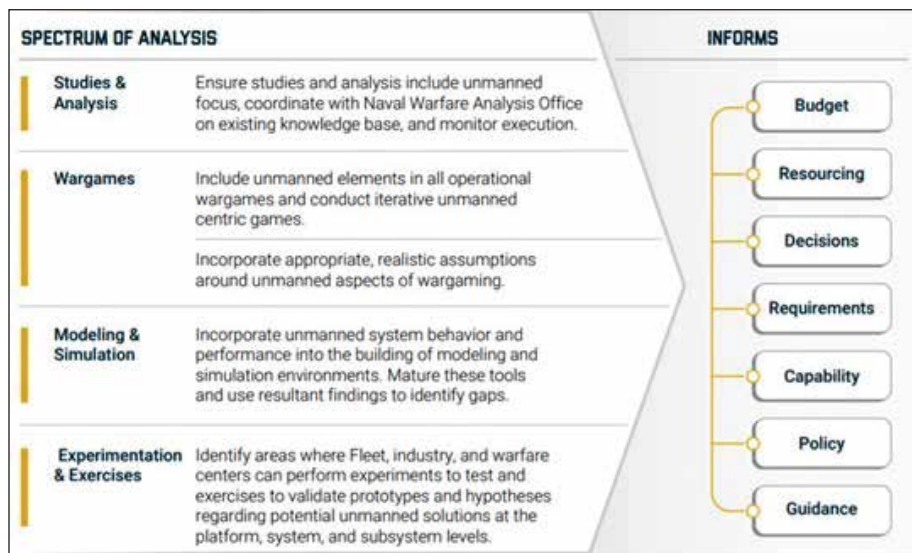 SPECTRUM OF ANALYSIS
Studies &
Analysis
Ensure studies and analysis include unmanned
focus, coordinate with Naval Warfare Analysis Office
on existing knowledge base, and monitor execution.
Wargames
Include unmanned elements in all operational
wargames and conduct iterative unmanned
centric games.
Incorporate appropriate, realistic assumptions
around unmanned aspects of wargaming.
Modeling &
Simulation
Incorporate unmanned system behavior and
performance into the building of modeling and
simulation environments. Mature these tools
and use resultant findings to identify gaps.
Experimentation
& Exercises
Identify areas where Fleet, industry, and warfare
centers can perform experiments to test and
exercises to validate prototypes and hypotheses
regarding potential unmanned solutions at the
platform, system, and subsystem levels.
INFORMS
Budget
Resourcing
Decisions
Requirements
Capability
Policy
Guidance